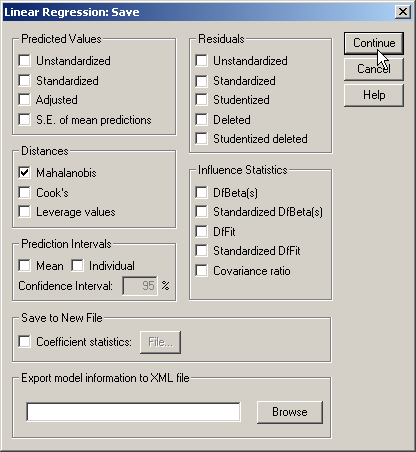 Linear Regression: Save
Predicted Values
Unstandardized
Standardized
Adjusted
S.E. of mean predictions
Residuals
Unstandardized
Standardized
Studentized
Deleted
Studentized deleted
Continue
Cancel
Help
Distances
Mahalanobis
Cook's
Leverage values
Influence Statistics
DfBeta(s)
Standardized DfBeta(s)
DfFit
Standardized DfFit
Covariance ratio
Prediction Intervals
Mean Individual
Confidence Interval: 95 %
Save to New File
Coefficient statistics: File...
Export model information to XML file
Browse